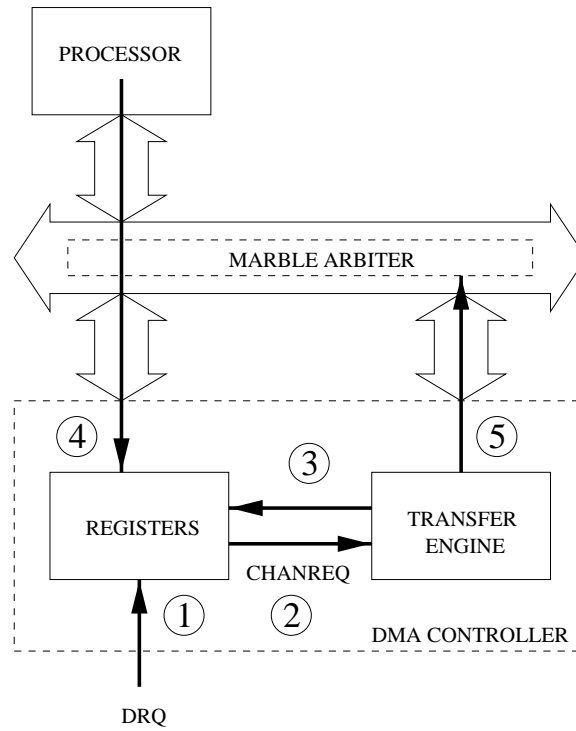 PROCESSOR
MARBLE ARBITER
4
5
3
REGISTERS
TRANSFER
ENGINE
CHANREQ
1
2
DMA CONTROLLER
DRQ